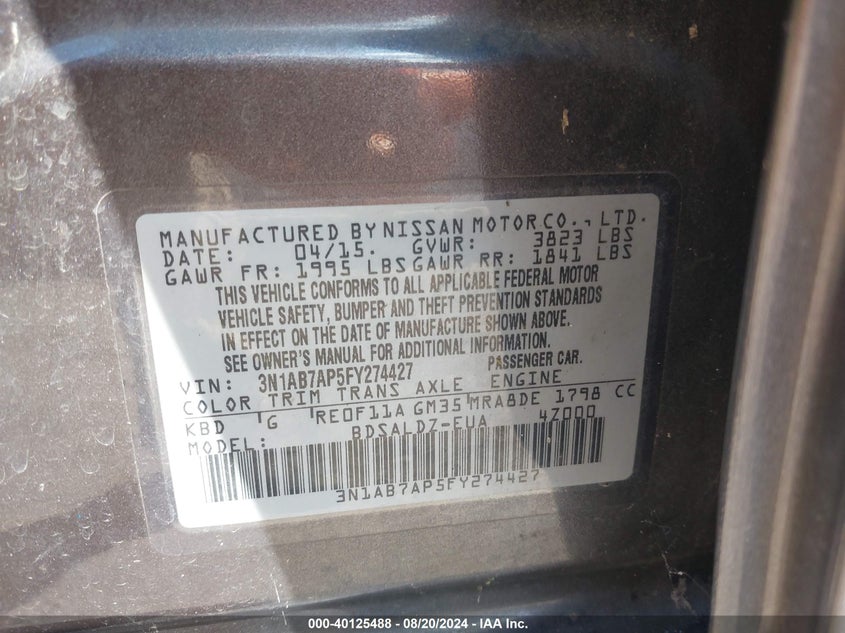 MANUFACTURED BY NISSAN MOTOR CO., LTD.
DATE: 04/15. GVWR: 3823 LBS
GAWR FR: 1995 LBS GAWR RR: 1841 LBS
THIS VEHICLE CONFORMS TO ALL APPLICABLE FEDERAL MOTOR
VEHICLE SAFETY, BUMPER AND THEFT PREVENTION STANDARDS
IN EFFECT ON THE DATE OF MANUFACTURE SHOWN ABOVE.
SEE OWNER'S MANUAL FOR ADDITIONAL INFORMATION.
VIN: 3N1AB7AP5FY274427 PASSENGER CAR.
COLOR TRIM TRANS AXLE ENGINE
KBD G RE0F11A GM35 MRA8DE 1798 CC
MODEL: BDSALDZ-EUA 4Z000
3N1AB7AP5FY274427
000-40125488 - 08/20/2024 - IAA Inc.